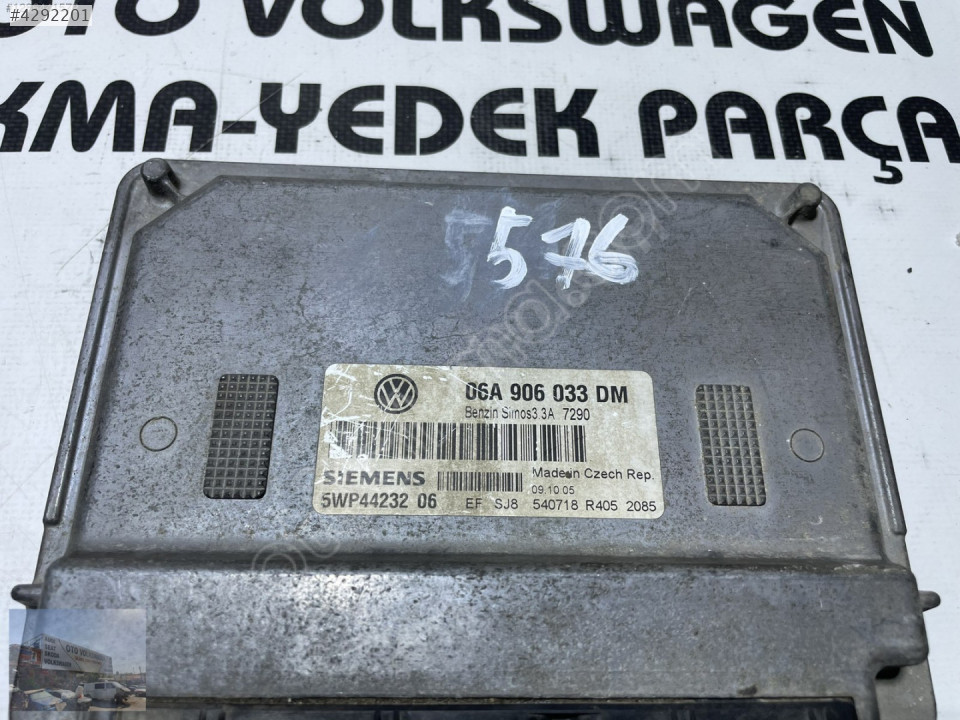 #4292201
OTO VOLKSWAGEN
KMA-YEDEK PARÇA
576
06A 906 033 DM
Benzin Simos3.3A 7290
SIEMENS
Made in Czech Rep.
09.10.05
5WP44232 06 EF SJ8 540718 R405 2085